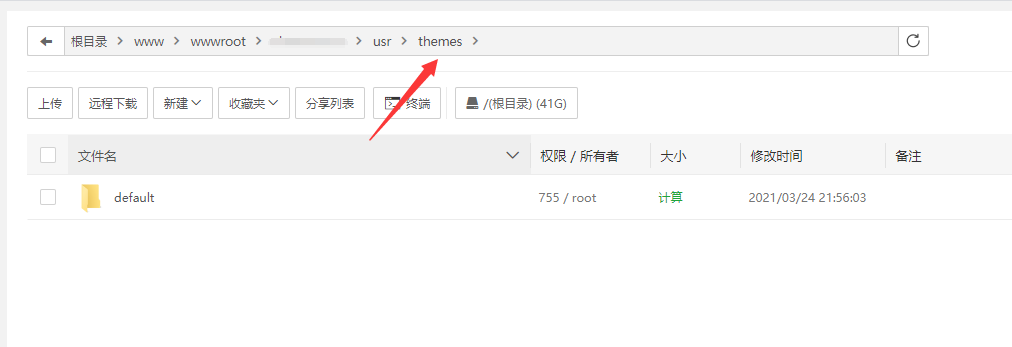 根目录 www wwwroot usr themes
上传 远程下载 新建 收藏夹 分享列表 终端 /(根目录) (41G)
文件名 权限 / 所有者 大小 修改时间 备注
default 755 / root 计算 2021/03/24 21:56:03